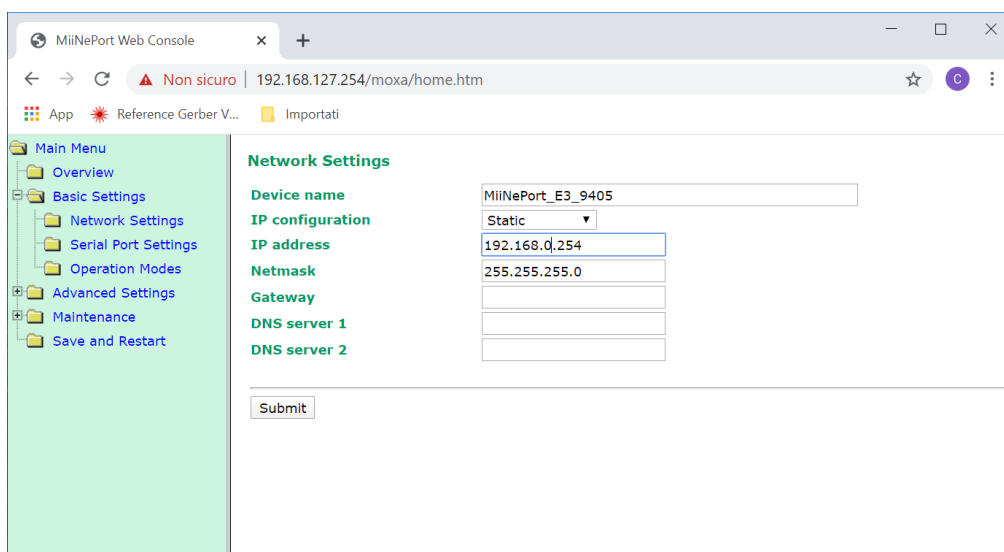 MiiNePort Web Console
Non sicuro 192.168.127.254/moxa/home.htm
C
App Reference Gerber V... Importati
Main Menu
Overview
Basic Settings
Network Settings
Serial Port Settings
Operation Modes
Advanced Settings
Maintenance
Save and Restart
Network Settings
Device name MiiNePort_E3_9405
IP configuration Static
IP address 192.168.0.254
Netmask 255.255.255.0
Gateway
DNS server 1
DNS server 2
Submit